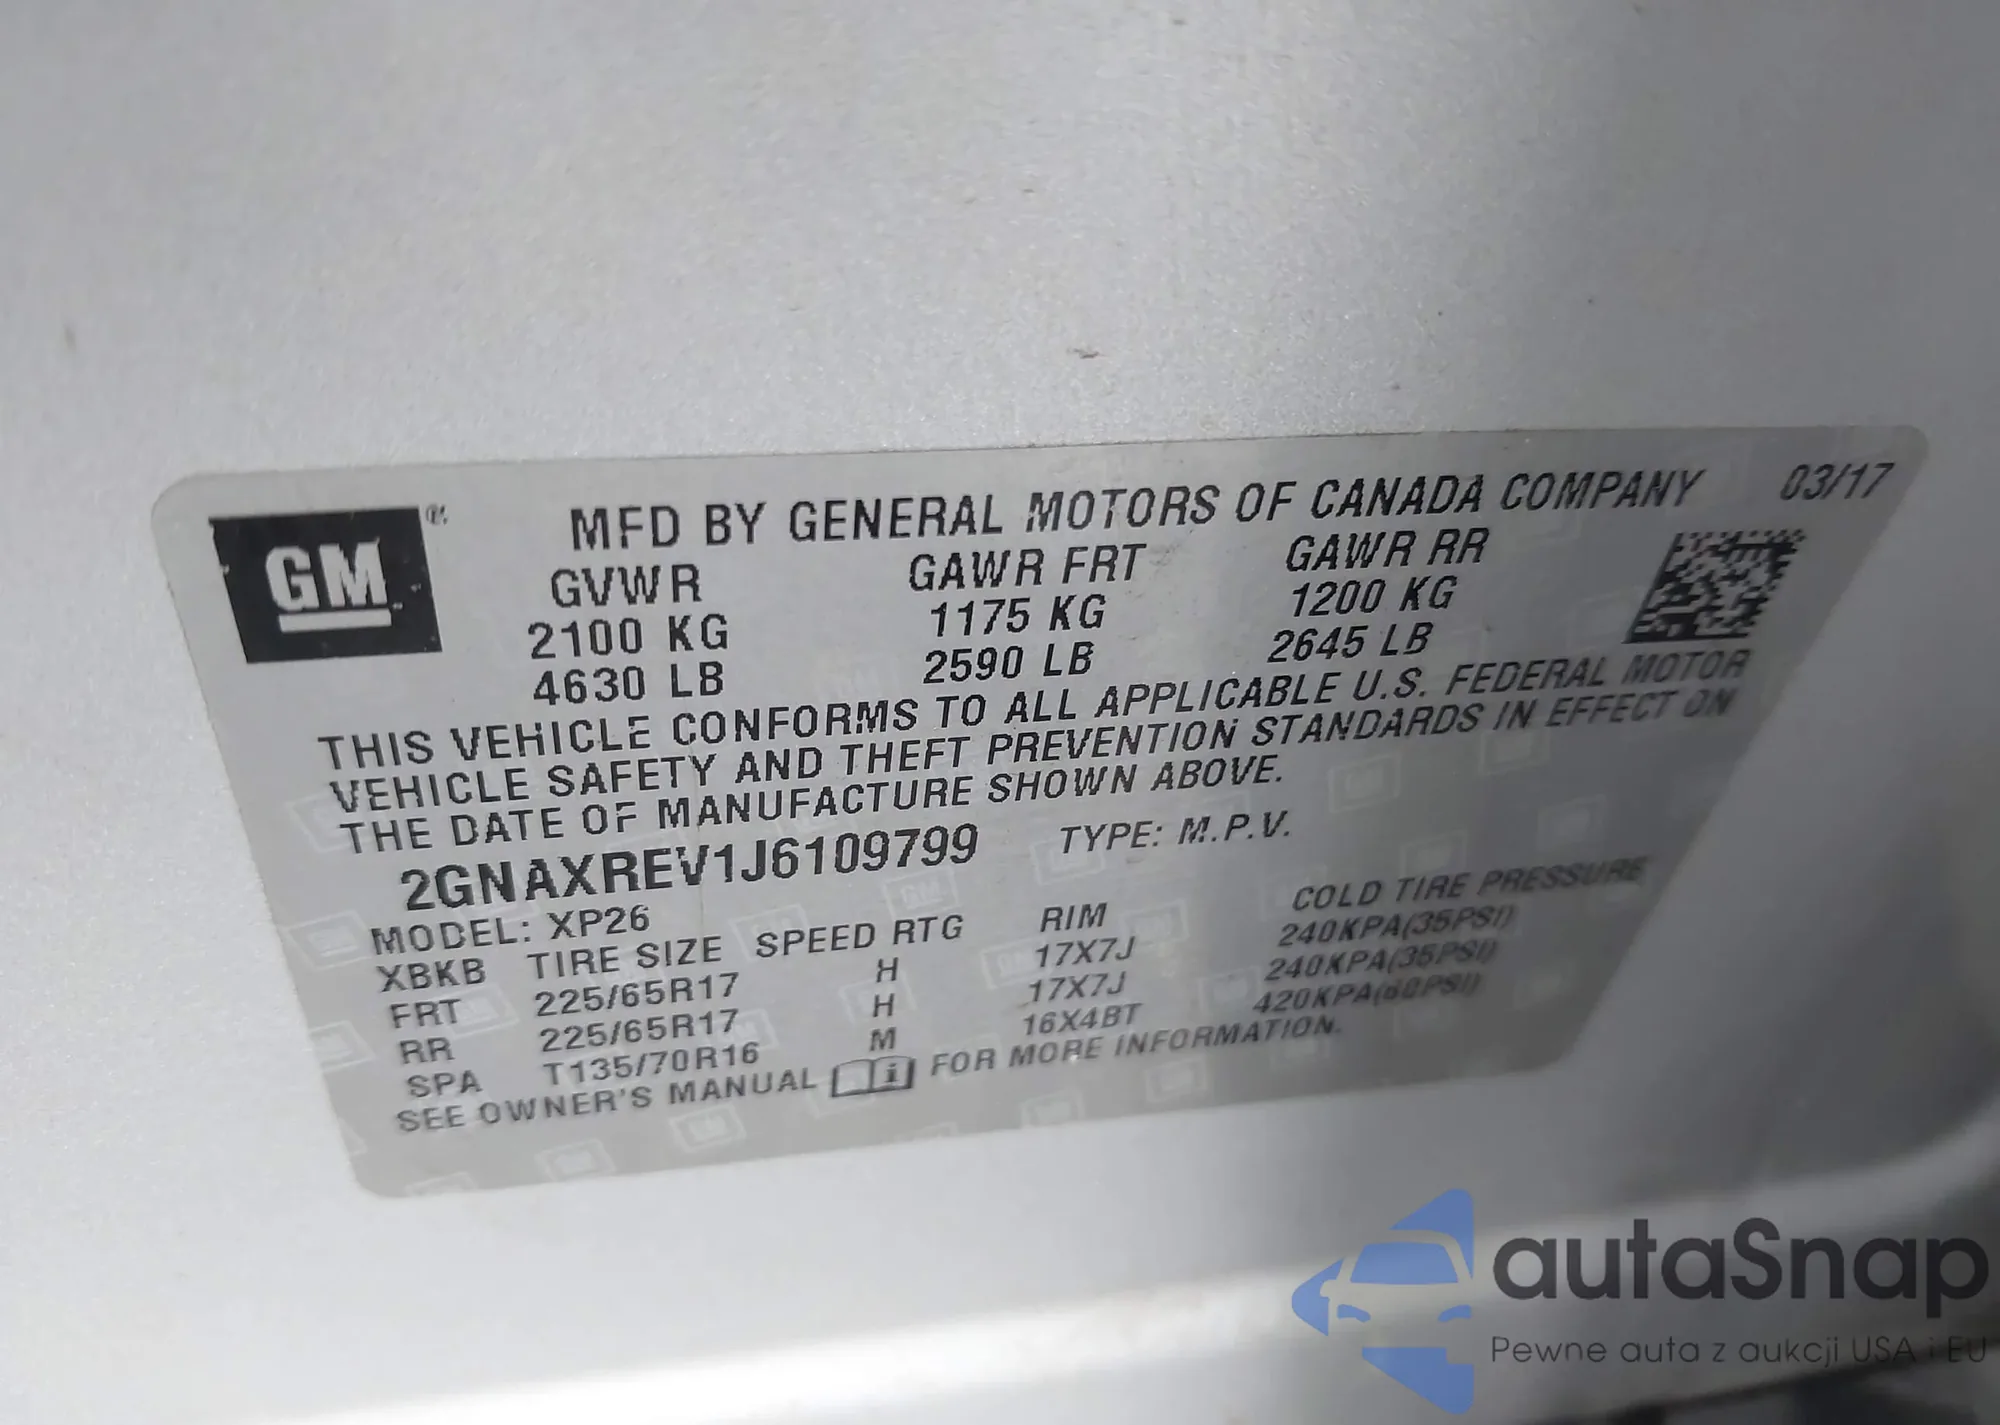 GM ®
MFD BY GENERAL MOTORS OF CANADA COMPANY 03/17
GVWR GAWR FRT GAWR RR
2100 KG 1175 KG 1200 KG
4630 LB 2590 LB 2645 LB
THIS VEHICLE CONFORMS TO ALL APPLICABLE U.S. FEDERAL MOTOR
VEHICLE SAFETY AND THEFT PREVENTION STANDARDS IN EFFECT ON
THE DATE OF MANUFACTURE SHOWN ABOVE.
2GNAXREV1J6109799 TYPE: M.P.V.
MODEL: XP26
XBKB TIRE SIZE SPEED RTG RIM COLD TIRE PRESSURE
FRT 225/65R17 H 17X7J 240KPA(35PSI)
RR 225/65R17 H 17X7J 240KPA(35PSI)
SPA T135/70R16 M 16X4BT 420KPA(60PSI)
SEE OWNER'S MANUAL i FOR MORE INFORMATION.
autaSnap
Pewne auta z aukcji USA i EU